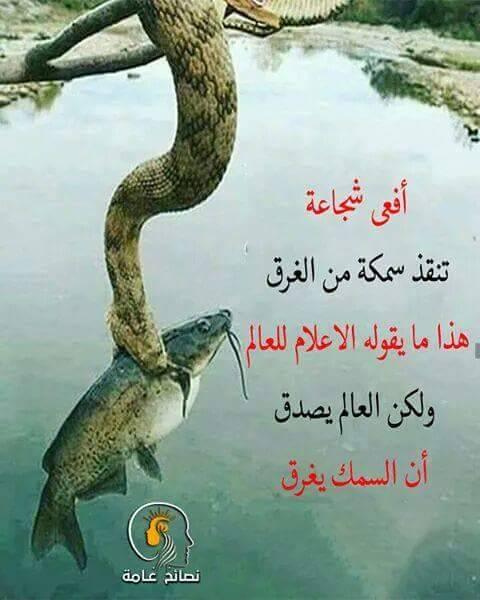 أفعى شجاعة
تنقذ سمكة من الغرق
هذا ما يقوله الاعلام للعالم
ولكن العالم يصدق
أن السمك يغرق
نصائح عامة